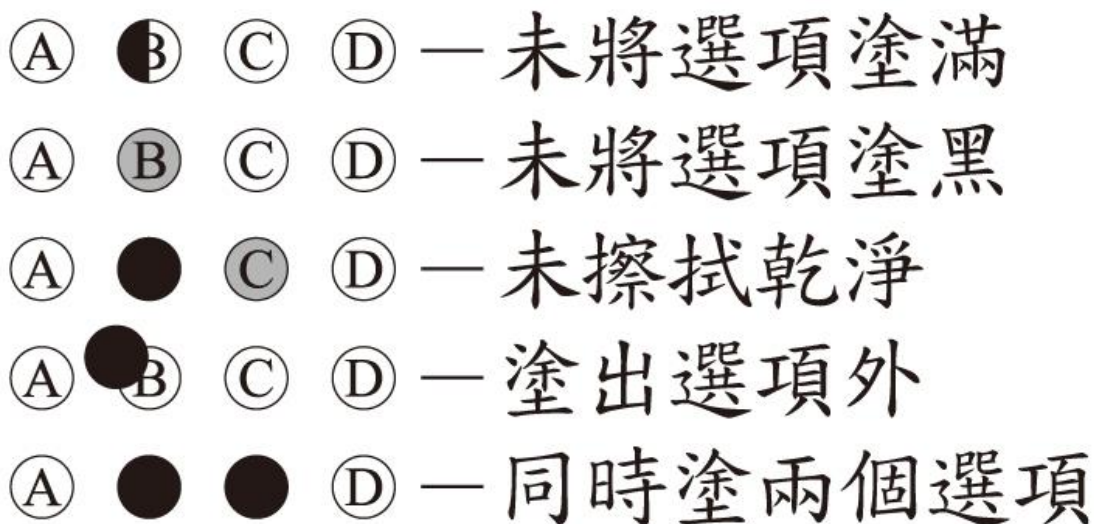 A B C D — 未將選項塗滿
A B C D — 未將選項塗黑
A C D — 未擦拭乾淨
A B C D — 塗出選項外
A D — 同時塗兩個選項